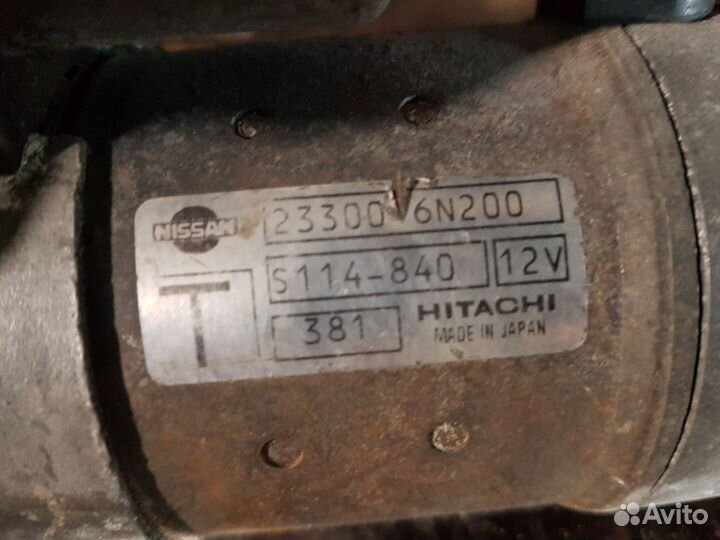 NISSAN
23300 6N200
T
S114-840
12V
381
HITACHI
MADE IN JAPAN
Avito